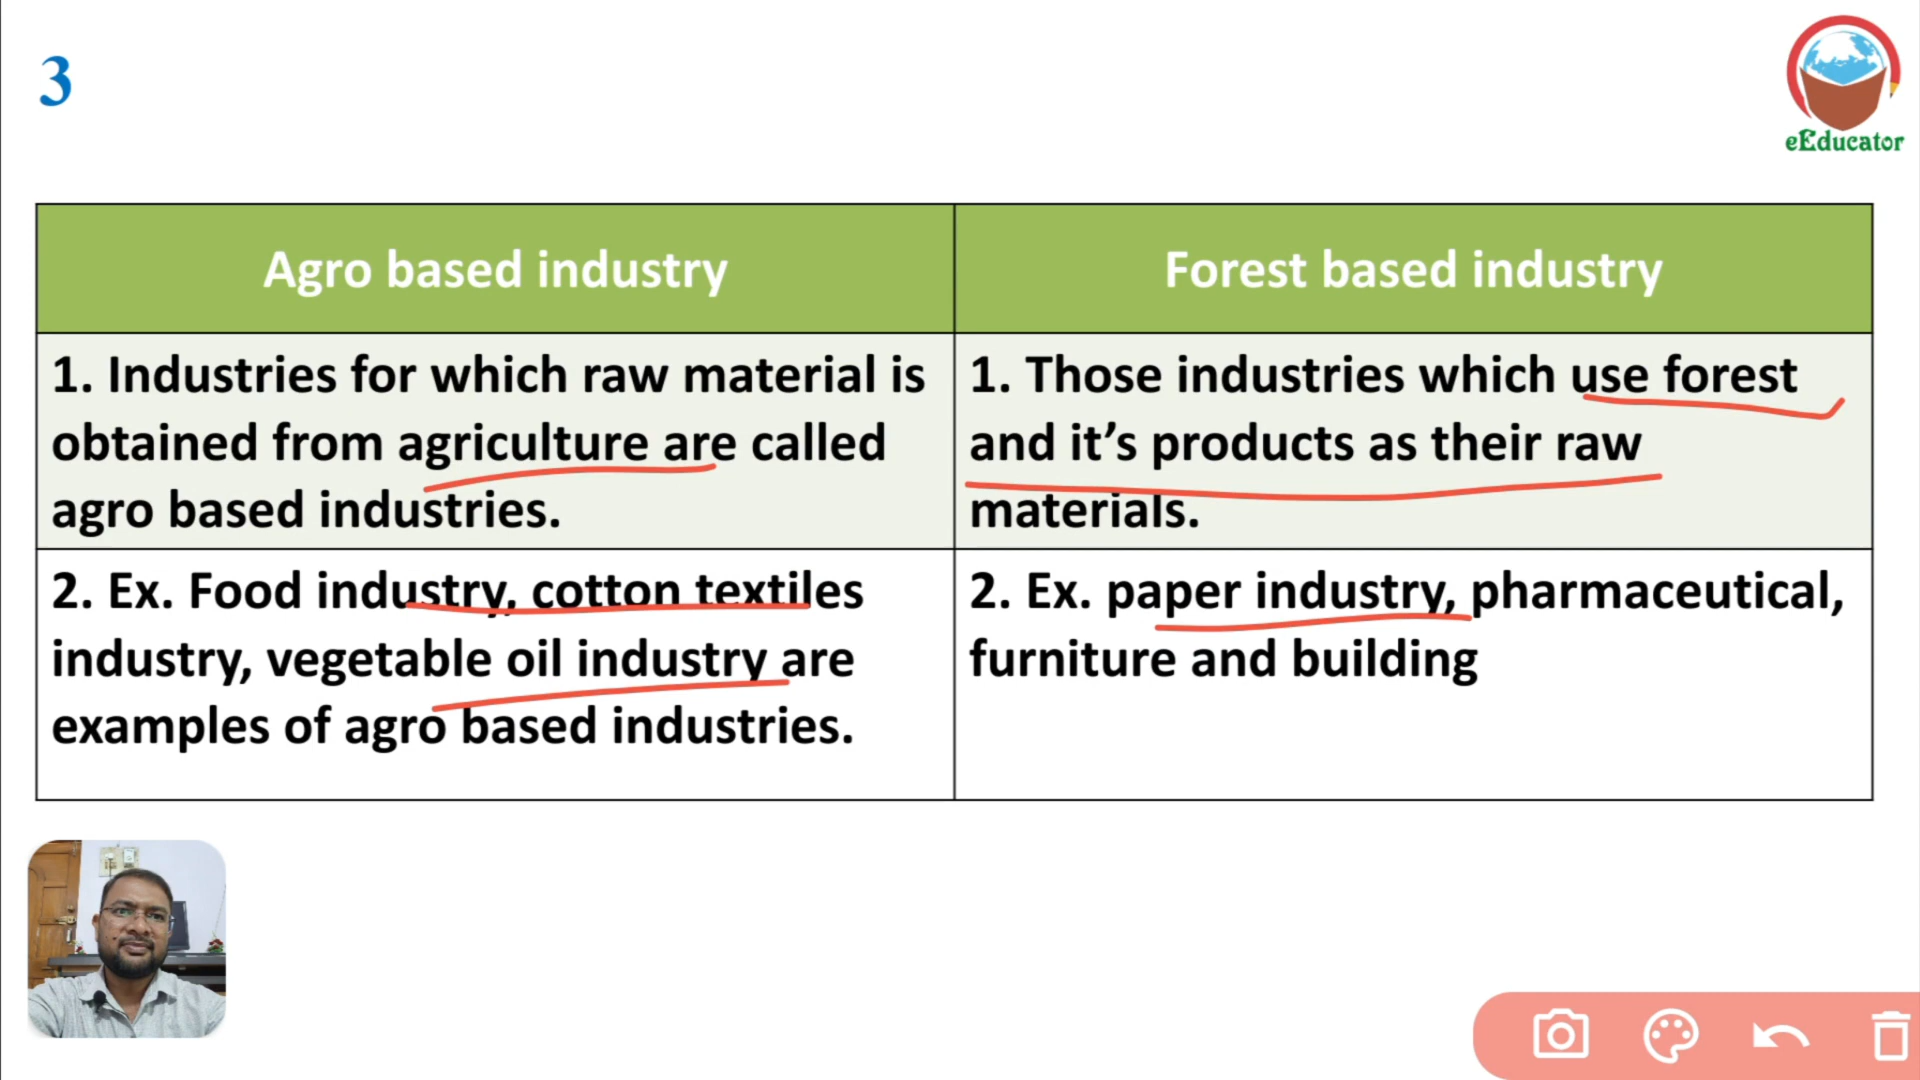 3
eEducator
Agro based industry
Forest based industry
1. Industries for which raw material is
obtained from agriculture are called
agro based industries.
1. Those industries which use forest
and it’s products as their raw
materials.
2. Ex. Food industry, cotton textiles
industry, vegetable oil industry are
examples of agro based industries.
2. Ex. paper industry, pharmaceutical,
furniture and building